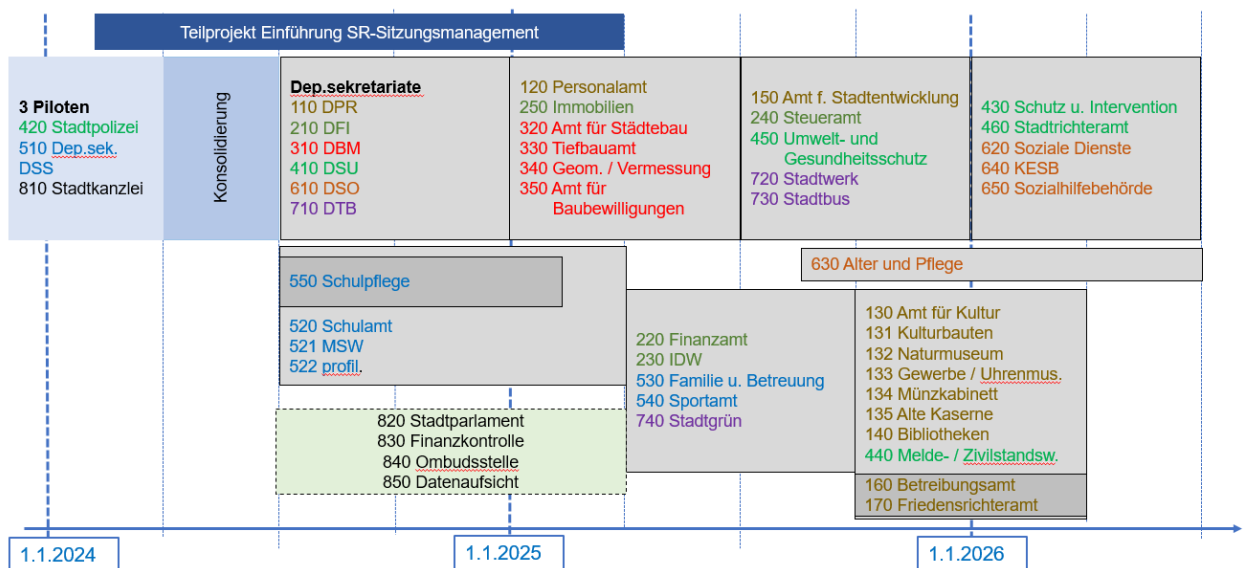 Teilprojekt Einführung SR-Sitzungsmanagement
3 Piloten
420 Stadtpolizei
510 Dep.sek.
DSS
810 Stadtkanzlei
Konsolidierung
Dep.sekretariate
110 DPR
210 DFI
310 DBM
410 DSU
610 DSO
710 DTB
120 Personalamt
250 Immobilien
320 Amt für Städtebau
330 Tiefbauamt
340 Geom. / Vermessung
350 Amt für
Baubewilligungen
150 Amt f. Stadtentwicklung
240 Steueramt
450 Umwelt- und
Gesundheitsschutz
720 Stadtwerk
730 Stadtbus
430 Schutz u. Intervention
460 Stadtrichteramt
620 Soziale Dienste
640 KESB
650 Sozialhilfebehörde
550 Schulpflege
520 Schulamt
521 MSW
522 profil.
820 Stadtparlament
830 Finanzkontrolle
840 Ombudsstelle
850 Datenaufsicht
220 Finanzamt
230 IDW
530 Familie u. Betreuung
540 Sportamt
740 Stadtgrün
630 Alter und Pflege
130 Amt für Kultur
131 Kulturbauten
132 Naturmuseum
133 Gewerbe / Uhrenmus.
134 Münzkabinett
135 Alte Kaserne
140 Bibliotheken
440 Melde- / Zivilstandsw.
160 Betreibungsamt
170 Friedensrichteramt
1.1.2024
1.1.2025
1.1.2026